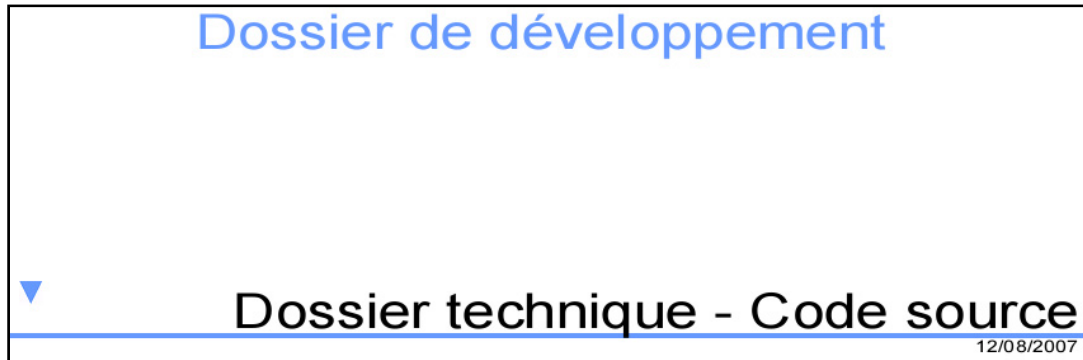 Dossier de développement
Dossier technique - Code source
12/08/2007